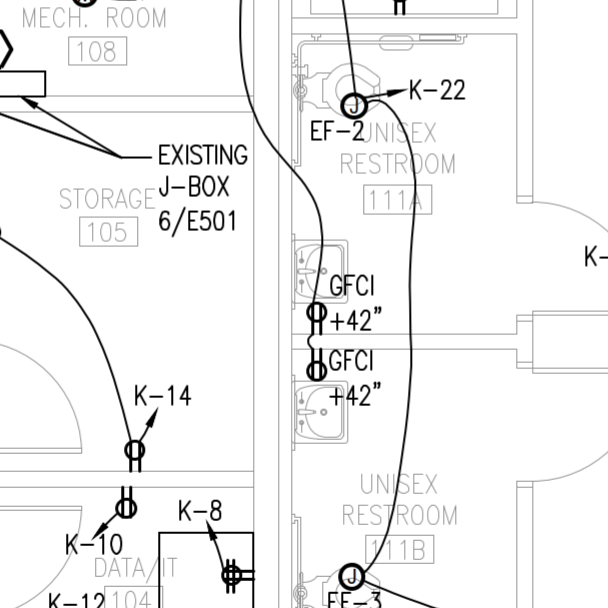 MECH. ROOM
108
J
K-22
EF-2
UNISEX
RESTROOM
111A
EXISTING
J-BOX
6/E501
STORAGE
105
K-
GFCI
+42"
GFCI
+42"
K-14
UNISEX
RESTROOM
111B
K-8
K-10
DATA/IT
104
K-12
J
EF-3